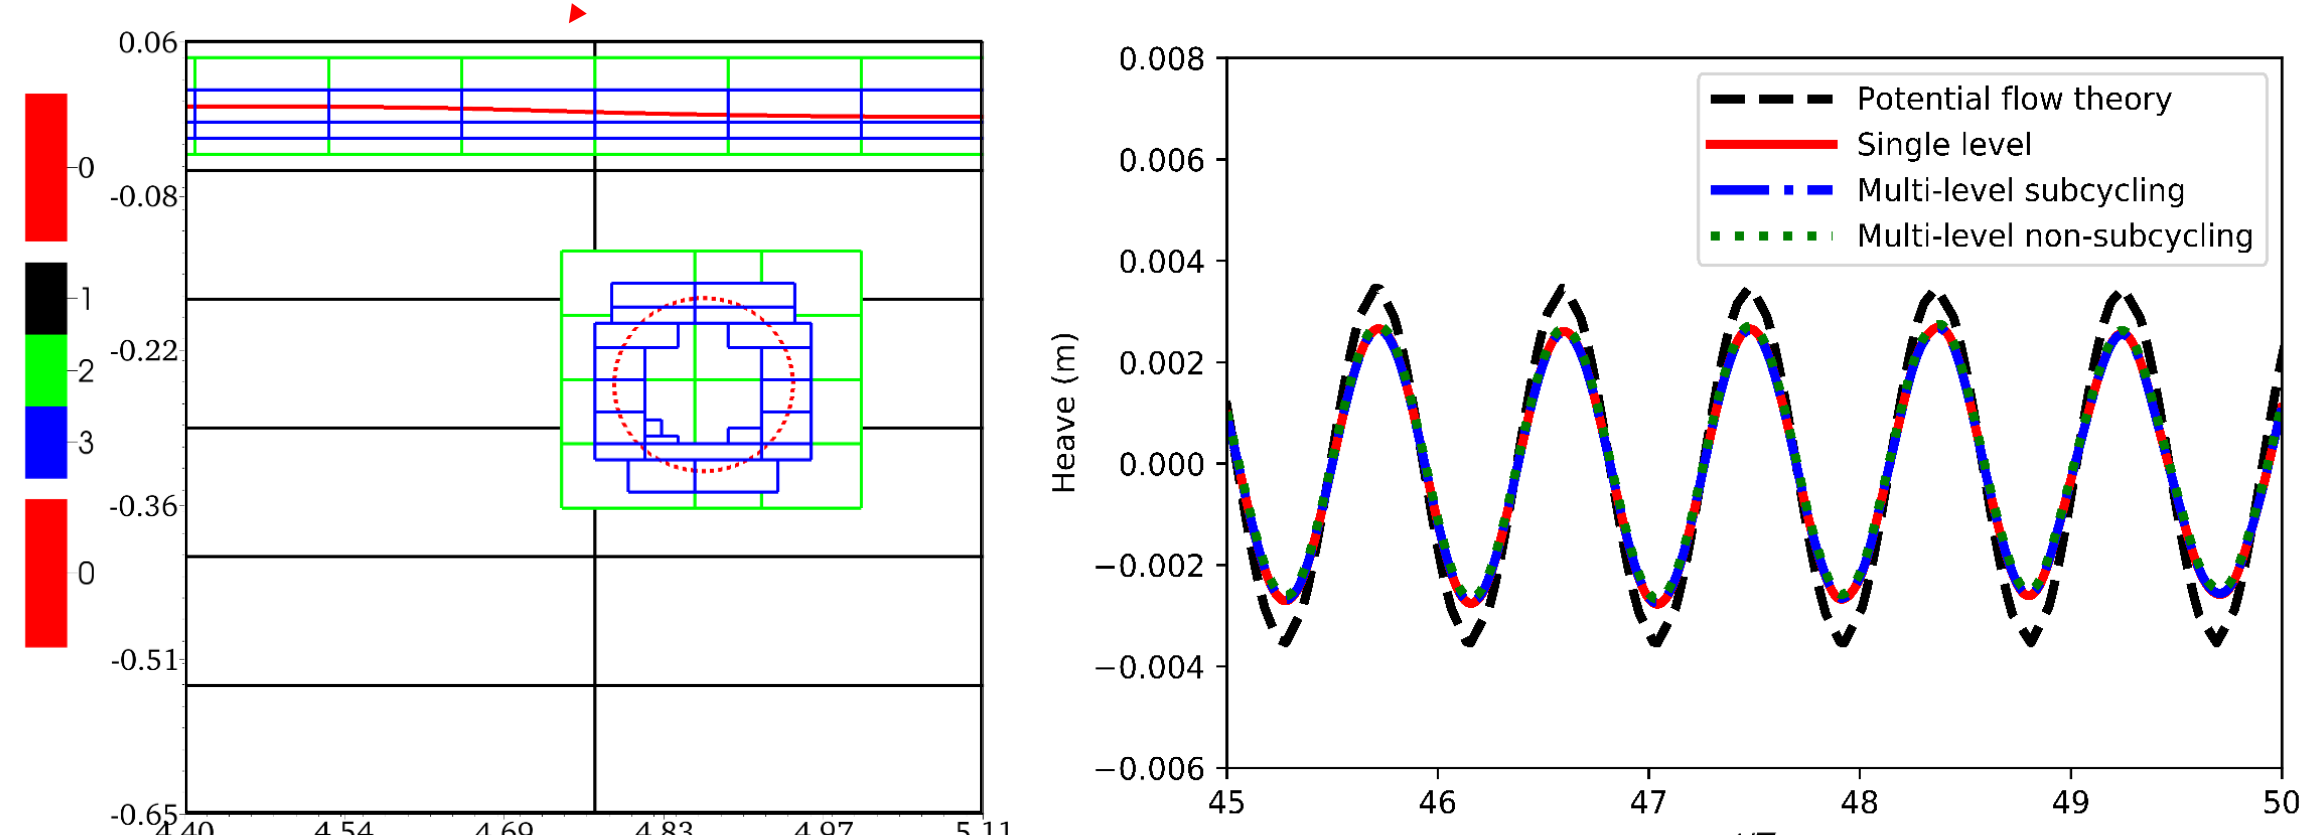 0
1
2
3
0
0.06
-0.08
-0.22
-0.36
-0.51
-0.65
4.40 4.54 4.69 4.83 4.97 5.11
Heave (m)
0.008
0.006
0.004
0.002
0.000
−0.002
−0.004
−0.006
Potential flow theory
Single level
Multi-level subcycling
Multi-level non-subcycling
45 46 47 48 49 50